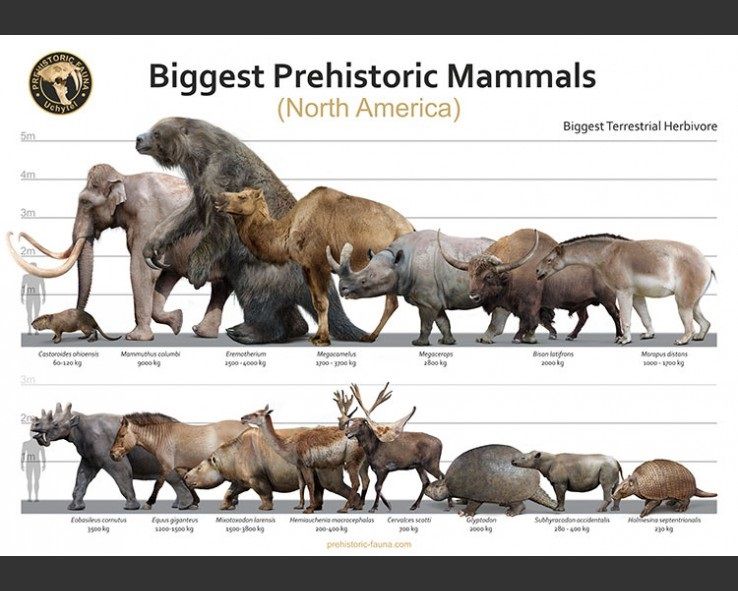 PREHISTORIC FAUNA
Uchytel
Biggest Prehistoric Mammals
(North America)
Biggest Terrestrial Herbivore
5m
4m
3m
2m
1m
Castoroides ohioensis
60-120 kg
Mammuthus columbi
9000 kg
Eremotherium
2500 -4000 kg
Megacamelus
1700 - 3700 kg
Megacerops
2800 kg
Bison latifrons
2000 kg
Moropus distans
1000 - 1700 kg
3m
2m
1m
Eobasileus cornutus
3500 kg
Equus giganteus
1200-1500 kg
Mixotoxodon larensis
1500-3800 kg
Hemiauchenia macrocephalas
200-400 kg
Cervalces scotti
700 kg
Glyptodon
2000 kg
Subhyracodon accidentalis
280 - 400 kg
Holmesina septentrionalis
230 kg
prehistoric-fauna.com